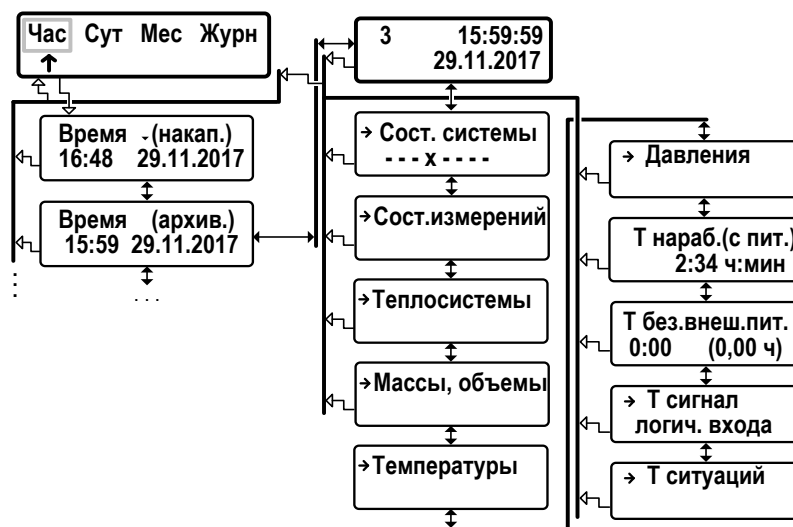 Час Сут Мес Журн
Время (накап.)
16:48 29.11.2017
Время (архив.)
15:59 29.11.2017
. . .
3 15:59:59
29.11.2017
→ Сост. системы
- - - x - - - -
→Сост.измерений
→Теплосистемы
→Массы, объемы
→Температуры
→ Давления
Т нараб.(с пит.)
2:34 ч:мин
Т без.внеш.пит.
0:00 (0,00 ч)
→ Т сигнал
логич. входа
→ Т ситуаций